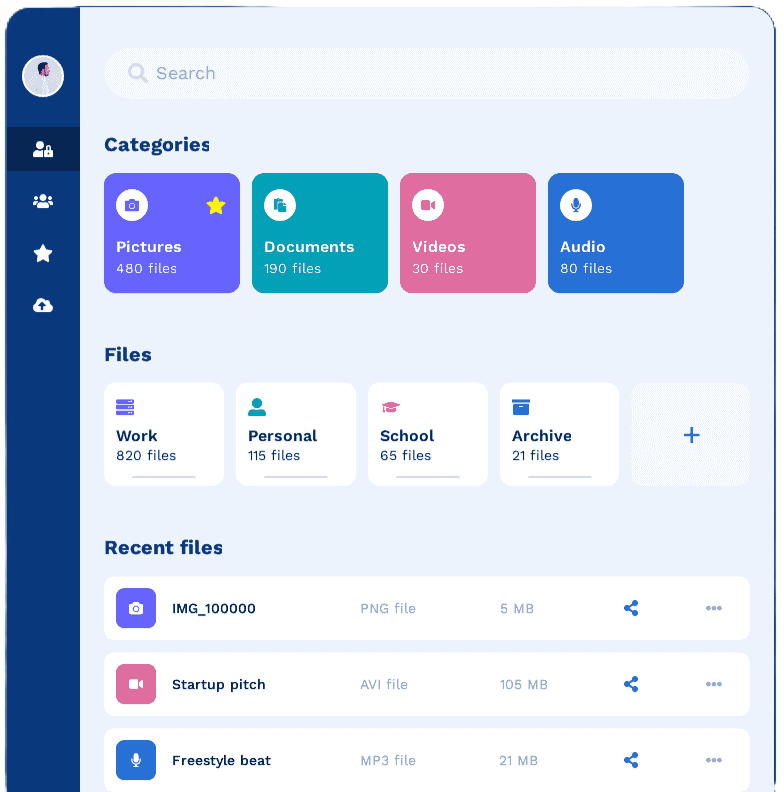 Search
Categories
Pictures
480 files
Documents
190 files
Videos
30 files
Audio
80 files
Files
Work
820 files
Personal
115 files
School
65 files
Archive
21 files
+
Recent files
IMG_100000 PNG file 5 MB
Startup pitch AVI file 105 MB
Freestyle beat MP3 file 21 MB